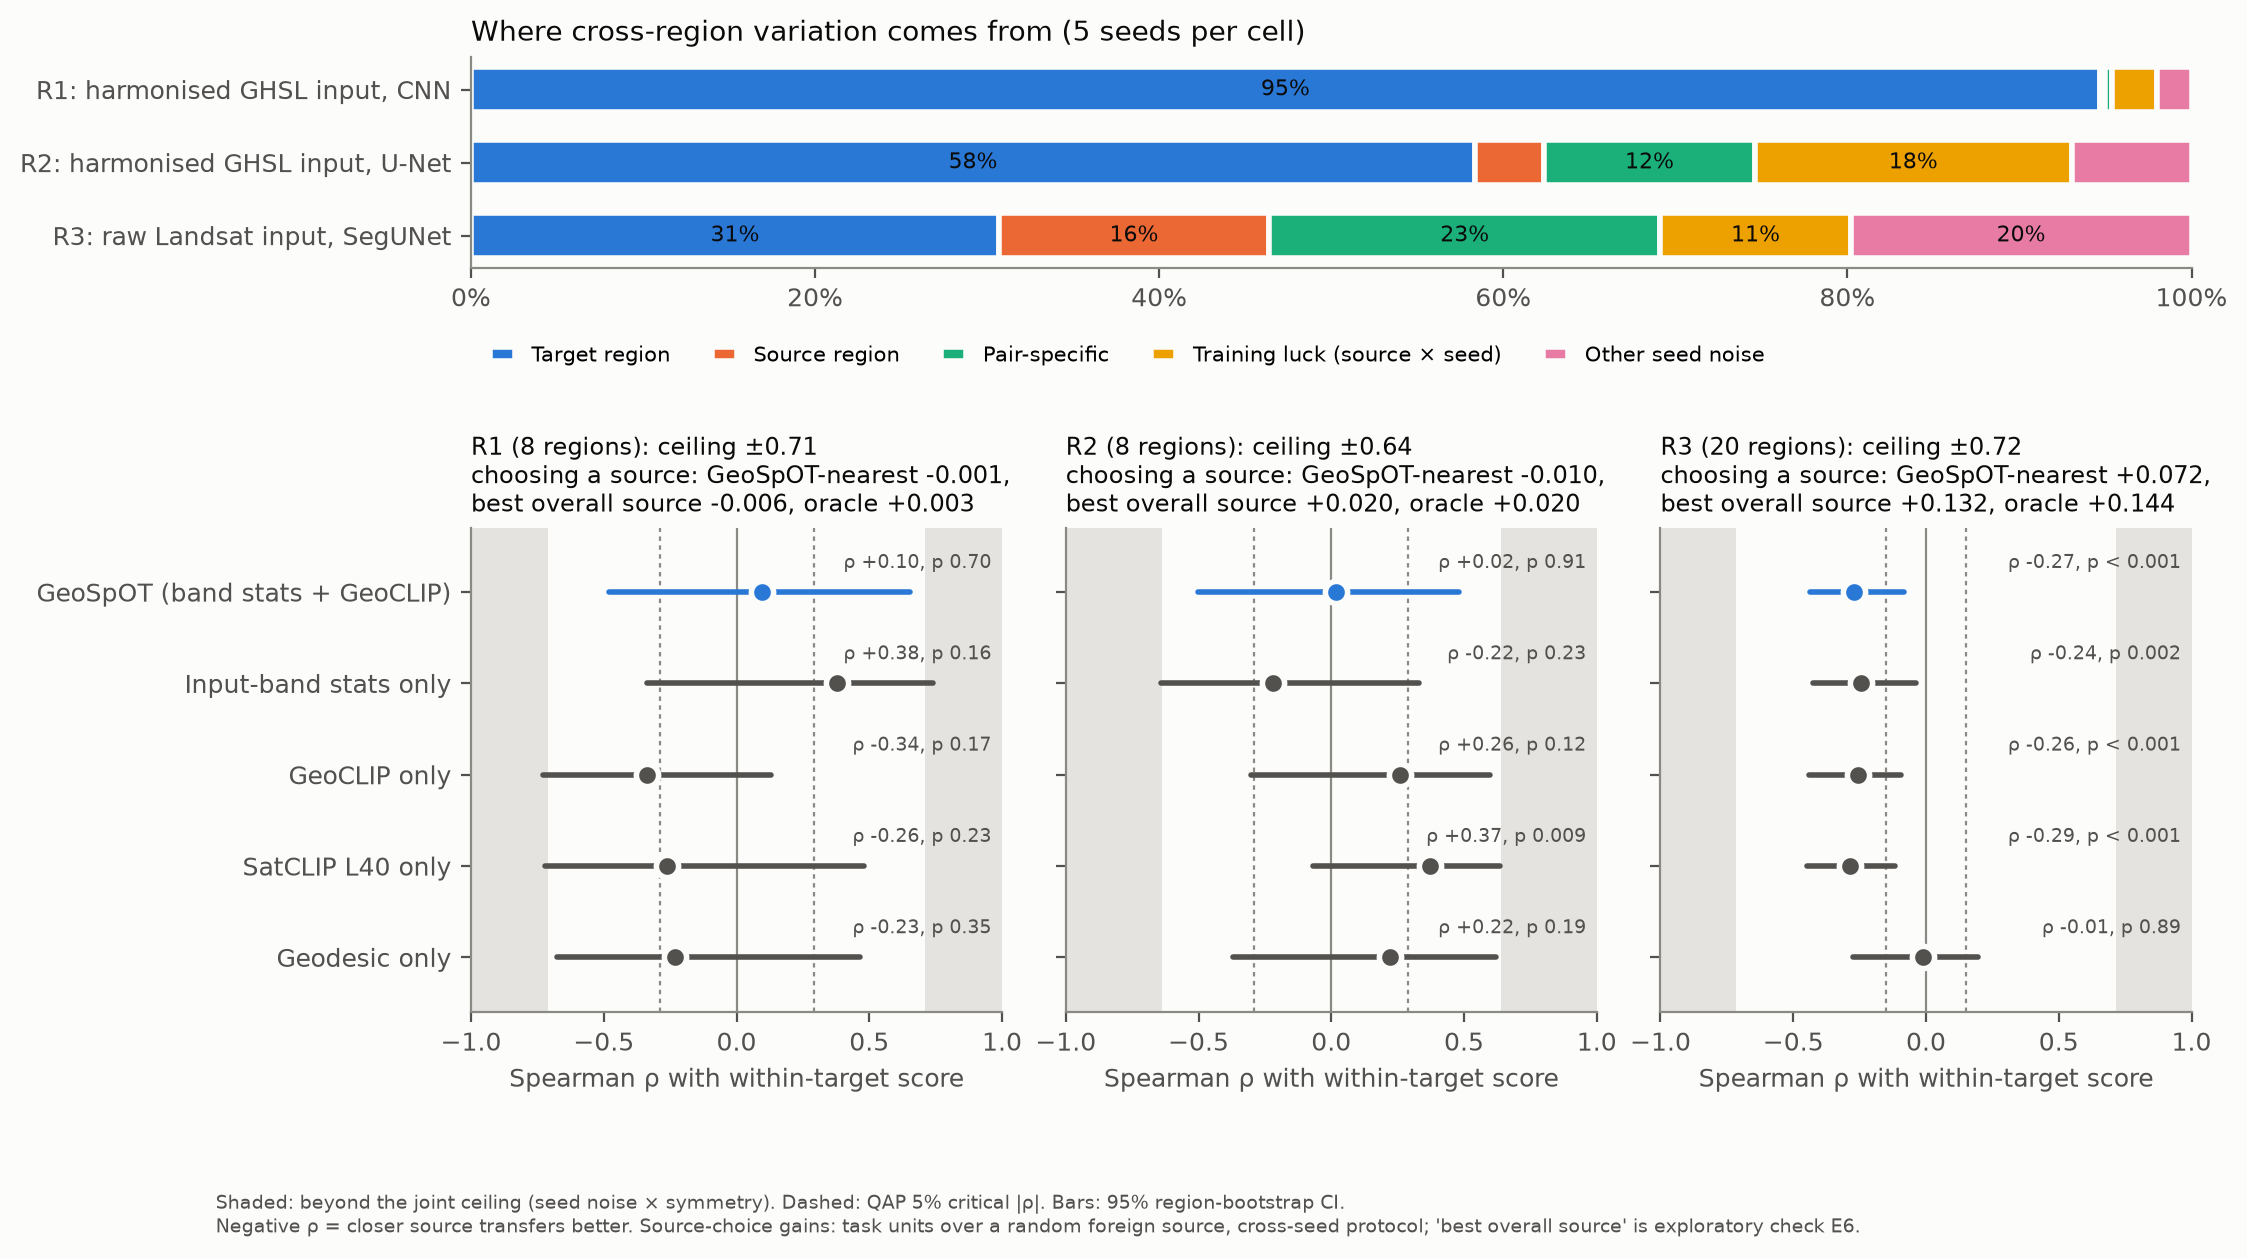 Where cross-region variation comes from (5 seeds per cell)
R1: harmonised GHSL input, CNN
95%
R2: harmonised GHSL input, U-Net
58%
12%
18%
R3: raw Landsat input, SegUNet
31%
16%
23%
11%
20%
0%
20%
40%
60%
80%
100%
Target region
Source region
Pair-specific
Training luck (source × seed)
Other seed noise
R1 (8 regions): ceiling ±0.71
choosing a source: GeoSpOT-nearest -0.001,
best overall source -0.006, oracle +0.003
R2 (8 regions): ceiling ±0.64
choosing a source: GeoSpOT-nearest -0.010,
best overall source +0.020, oracle +0.020
R3 (20 regions): ceiling ±0.72
choosing a source: GeoSpOT-nearest +0.072,
best overall source +0.132, oracle +0.144
GeoSpOT (band stats + GeoCLIP)
ρ +0.10, p 0.70
ρ +0.02, p 0.91
ρ -0.27, p < 0.001
Input-band stats only
ρ +0.38, p 0.16
ρ -0.22, p 0.23
ρ -0.24, p 0.002
GeoCLIP only
ρ -0.34, p 0.17
ρ +0.26, p 0.12
ρ -0.26, p < 0.001
SatCLIP L40 only
ρ -0.26, p 0.23
ρ +0.37, p 0.009
ρ -0.29, p < 0.001
Geodesic only
ρ -0.23, p 0.35
ρ +0.22, p 0.19
ρ -0.01, p 0.89
−1.0
−0.5
0.0
0.5
1.0
−1.0
−0.5
0.0
0.5
1.0
−1.0
−0.5
0.0
0.5
1.0
Spearman ρ with within-target score
Spearman ρ with within-target score
Spearman ρ with within-target score
Shaded: beyond the joint ceiling (seed noise × symmetry). Dashed: QAP 5% critical |ρ|. Bars: 95% region-bootstrap CI.
Negative ρ = closer source transfers better. Source-choice gains: task units over a random foreign source, cross-seed protocol; 'best overall source' is exploratory check E6.